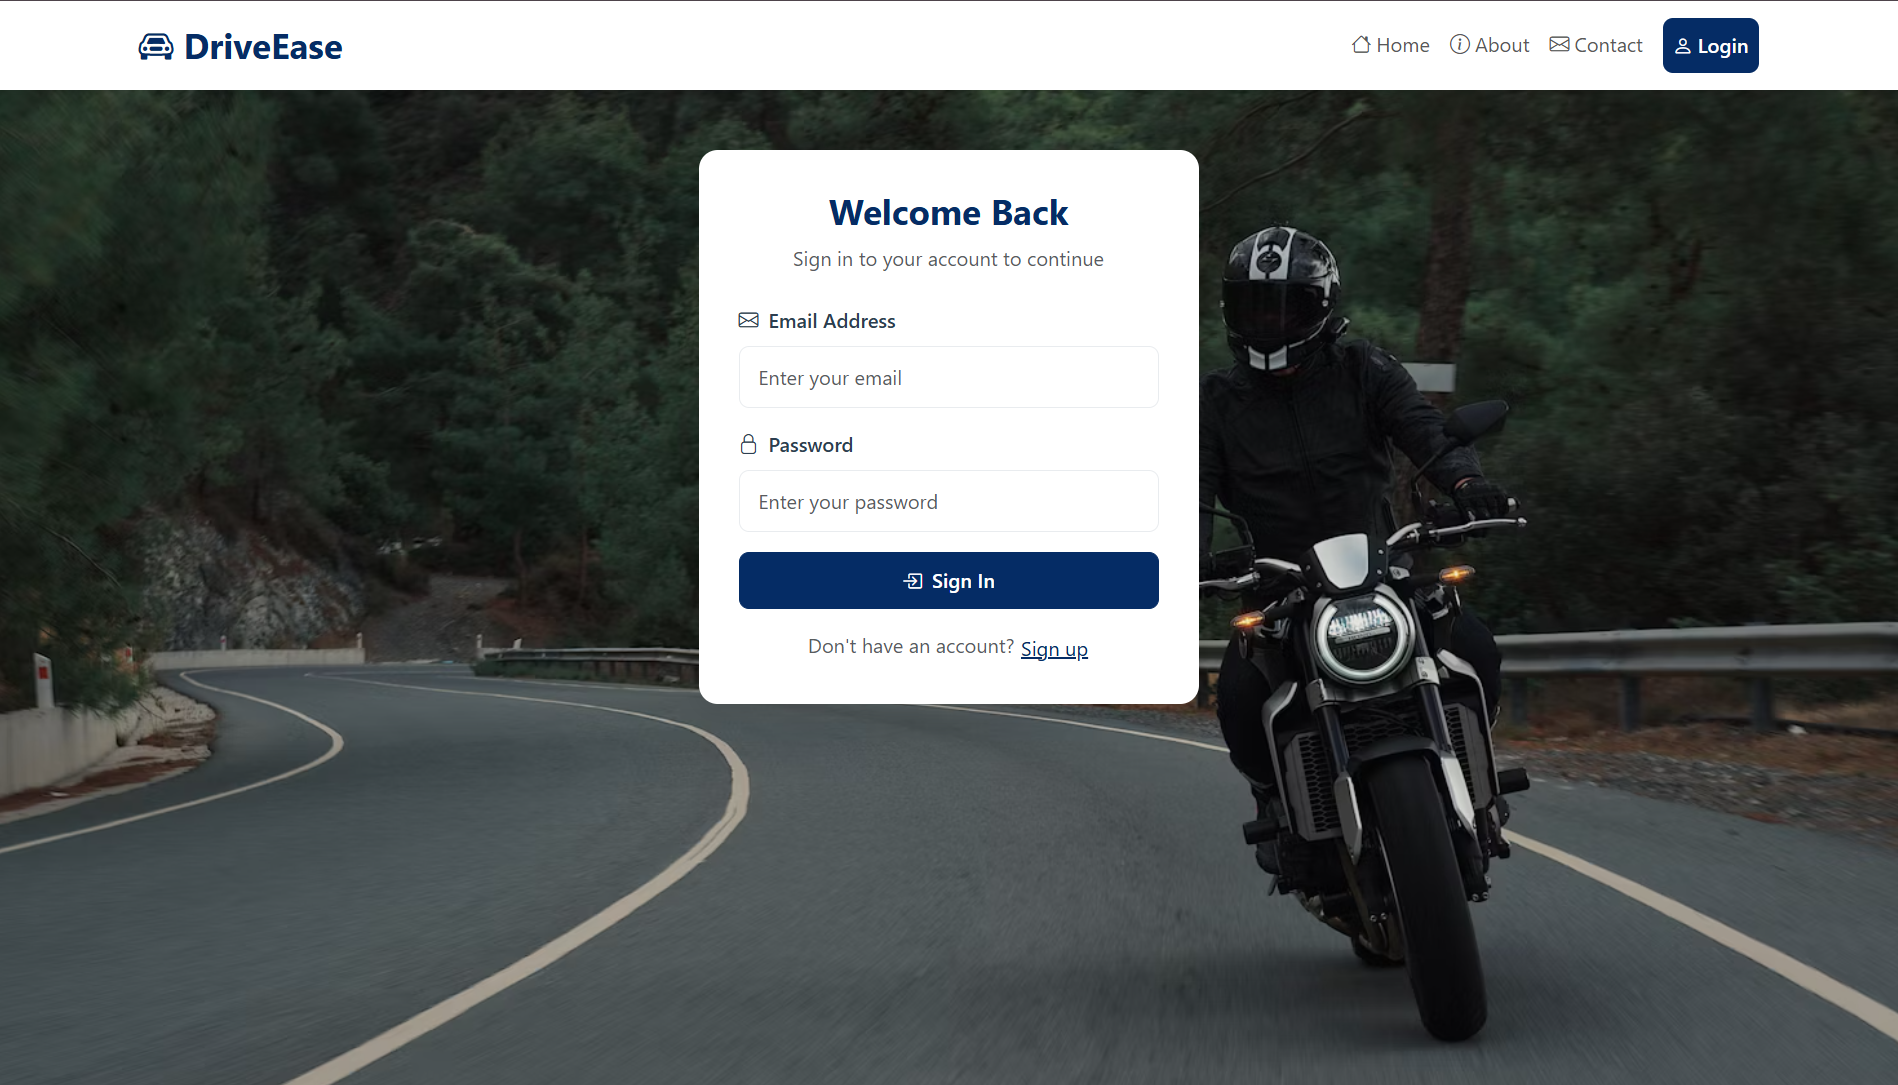 DriveEase
Home About Contact Login
Welcome Back
Sign in to your account to continue
Email Address
Enter your email
Password
Enter your password
Sign In
Don't have an account? Sign up